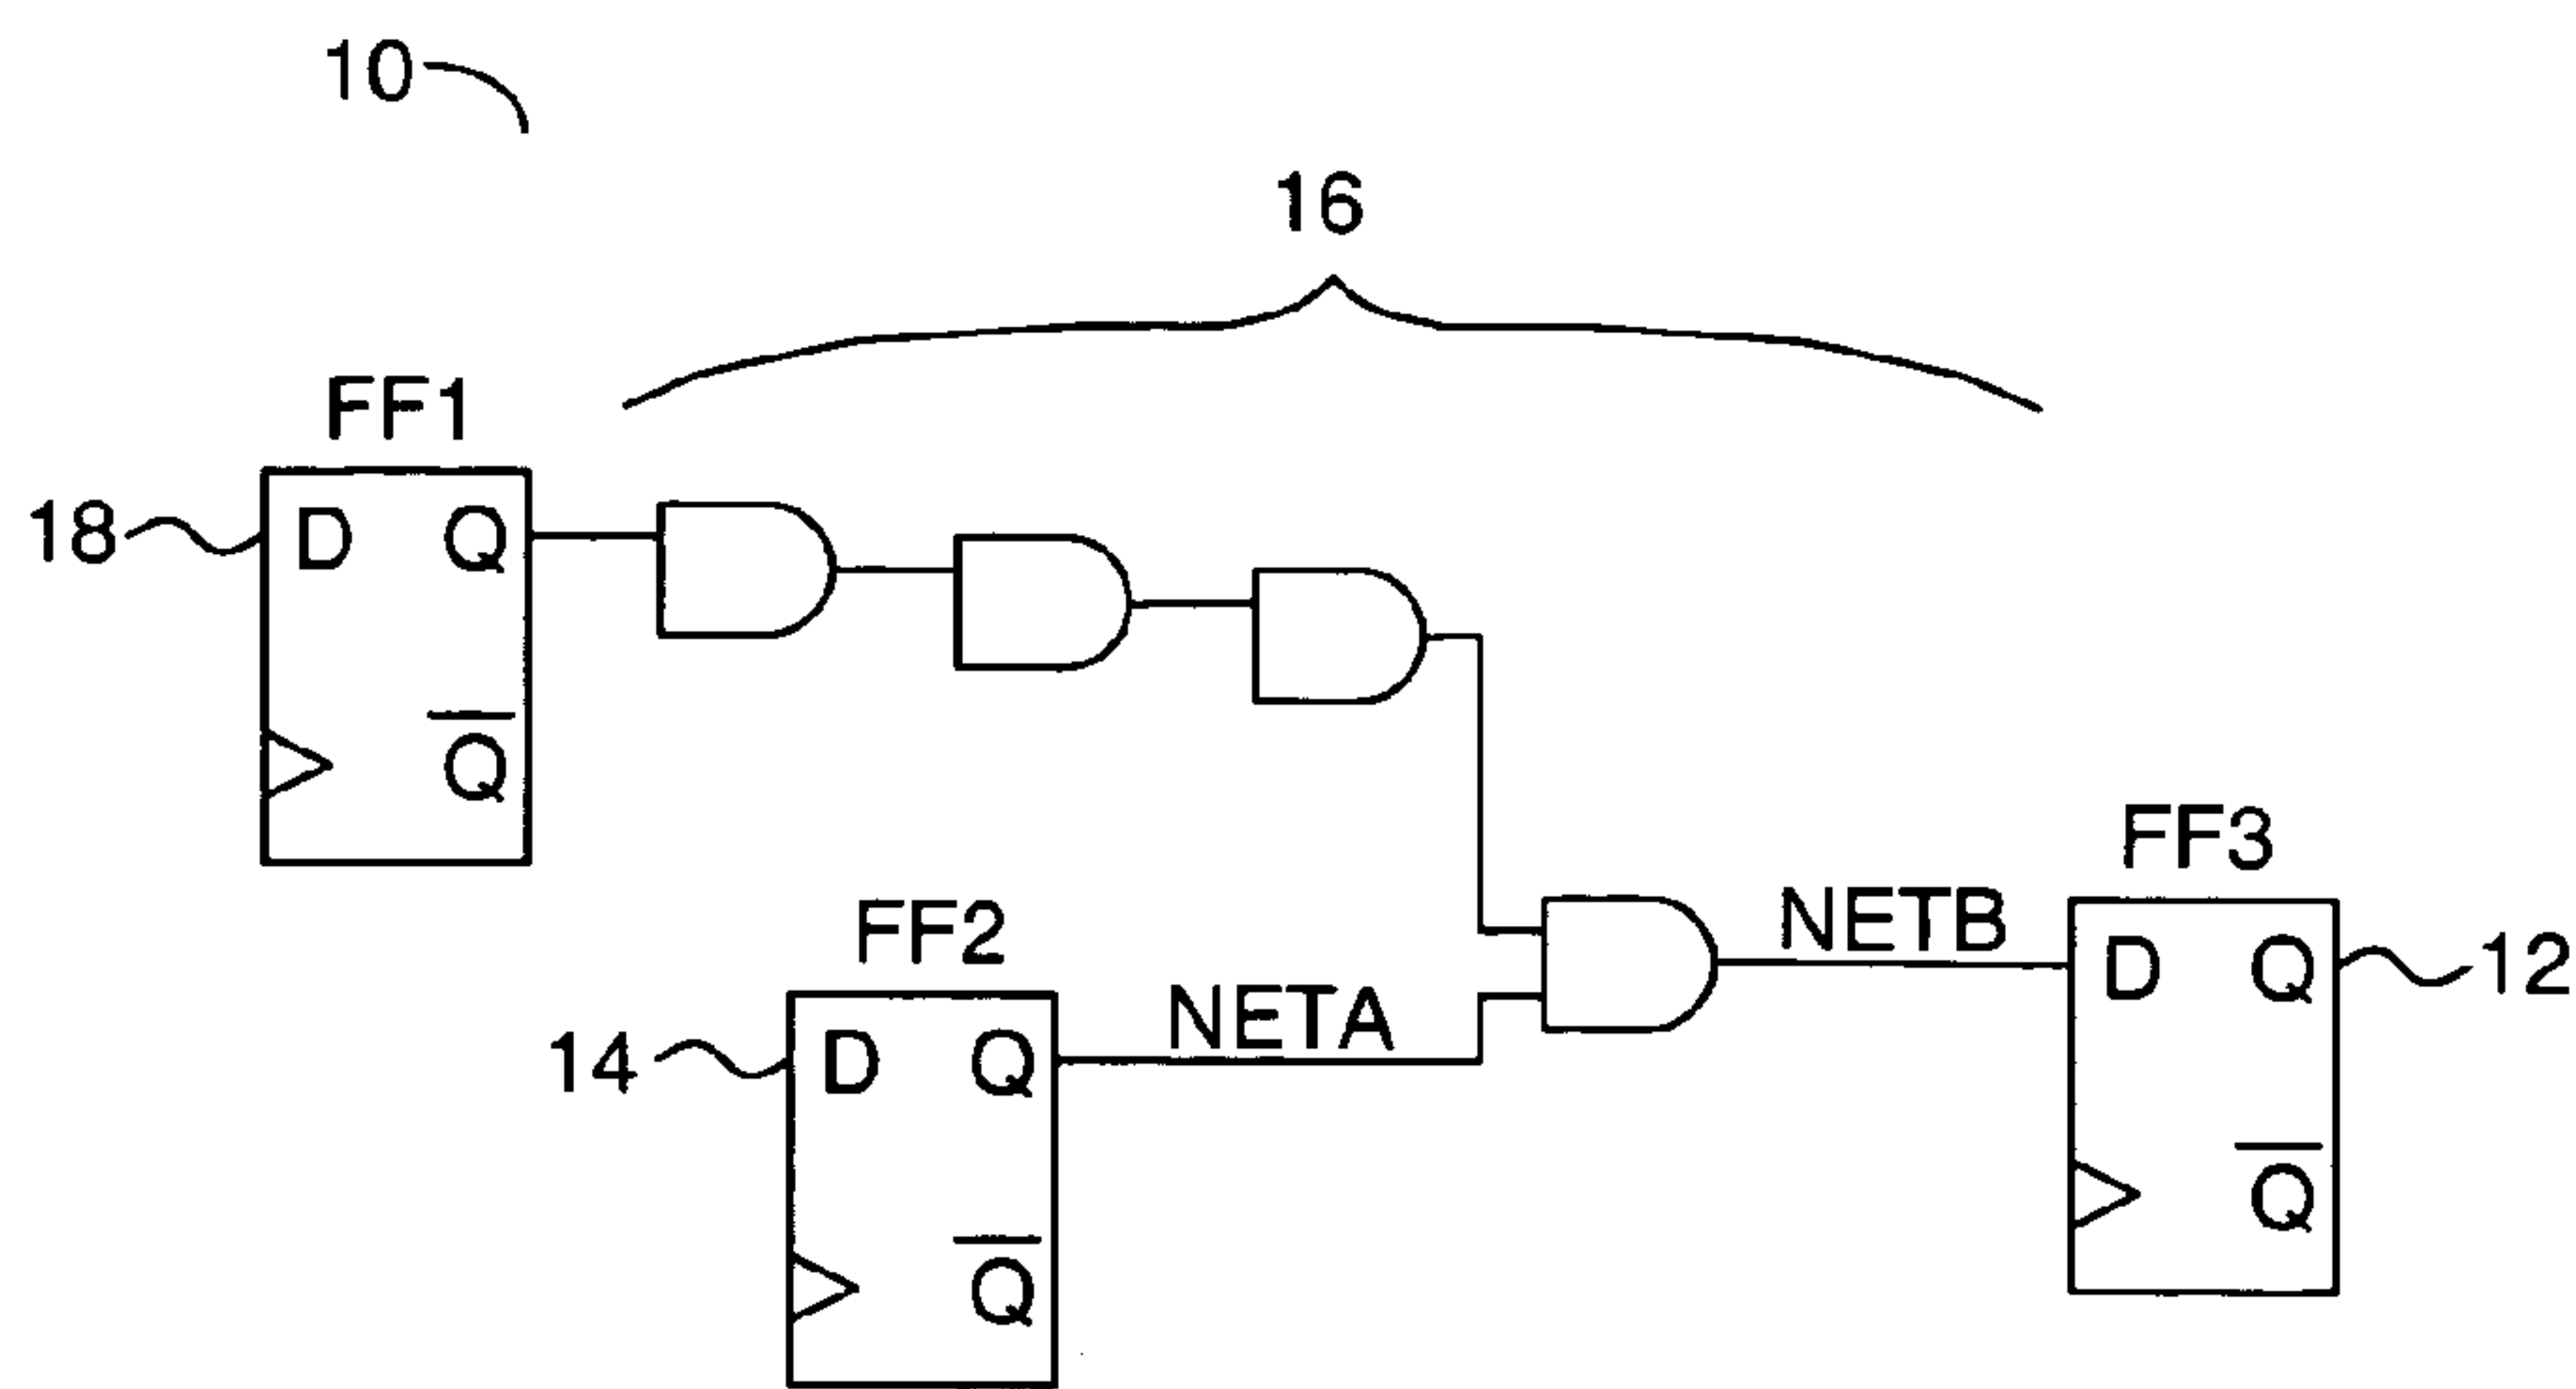 10
16
FF1
18 D Q
Q̅
FF2
14 D Q
Q̅
NETA
NETB
FF3
D Q 12
Q̅